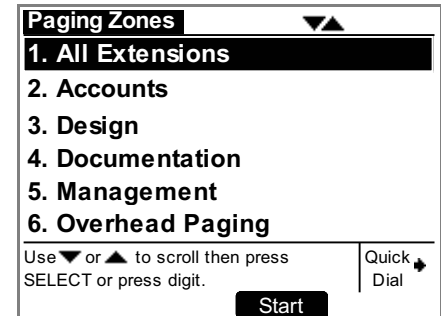 Paging Zones ▼▲
1. All Extensions
2. Accounts
3. Design
4. Documentation
5. Management
6. Overhead Paging
Use ▼ or ▲ to scroll then press
SELECT or press digit.
Quick
Dial
Start